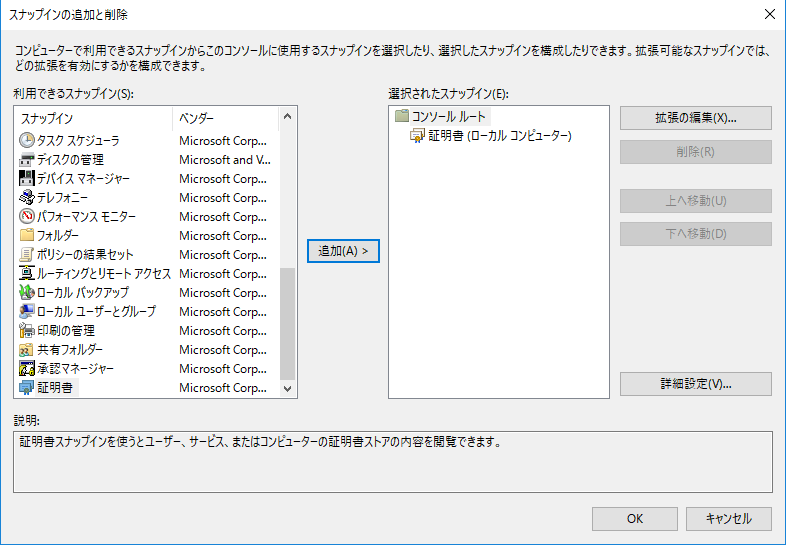 スナップインの追加と削除
コンピューターで利用できるスナップインからこのコンソールに使用するスナップインを選択したり、選択したスナップインを構成したりできます。拡張可能なスナップインでは、
どの拡張を有効にするかを構成できます。
利用できるスナップイン(S):
スナップイン ベンダー
タスク スケジューラ Microsoft Corp...
ディスクの管理 Microsoft and V...
デバイス マネージャー Microsoft Corp...
テレフォニー Microsoft Corp...
パフォーマンス モニター Microsoft Corp...
フォルダー Microsoft Corp...
ポリシーの結果セット Microsoft Corp...
ルーティングとリモート アクセス Microsoft Corp...
ローカル バックアップ Microsoft Corp...
ローカル ユーザーとグループ Microsoft Corp...
印刷の管理 Microsoft Corp...
共有フォルダー Microsoft Corp...
承認マネージャー Microsoft Corp...
証明書 Microsoft Corp...
追加(A) >
選択されたスナップイン(E):
コンソール ルート
証明書 (ローカル コンピューター)
拡張の編集(X)...
削除(R)
上へ移動(U)
下へ移動(D)
詳細設定(V)...
説明:
証明書スナップインを使うとユーザー、サービス、またはコンピューターの証明書ストアの内容を閲覧できます。
OK
キャンセル